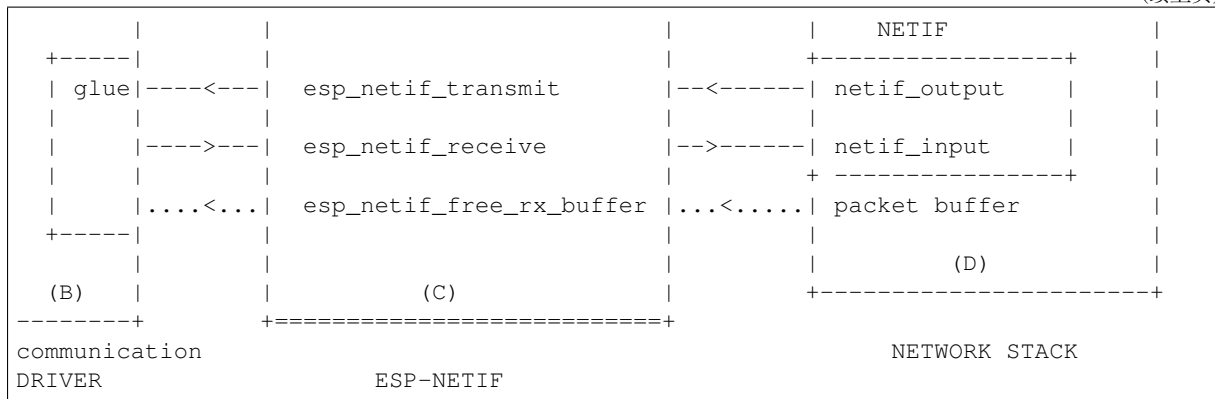 |        |                           |         |   NETIF              |
+-----|        |                           |         +-----------------+    |
| glue|----<---|  esp_netif_transmit       |--<------| netif_output    |    |
|     |        |                           |         |                 |    |
|     |---->---|  esp_netif_receive        |-->------| netif_input     |    |
|     |        |                           |         + ----------------+    |
|     |....<...|  esp_netif_free_rx_buffer |...<.....| packet buffer        |
+-----|        |                           |         |                      |
      |        |                           |         |         (D)          |
(B)   |        |          (C)              |         +-----------------------+
--------+        +===========================+
communication                                                NETWORK STACK
DRIVER                   ESP-NETIF